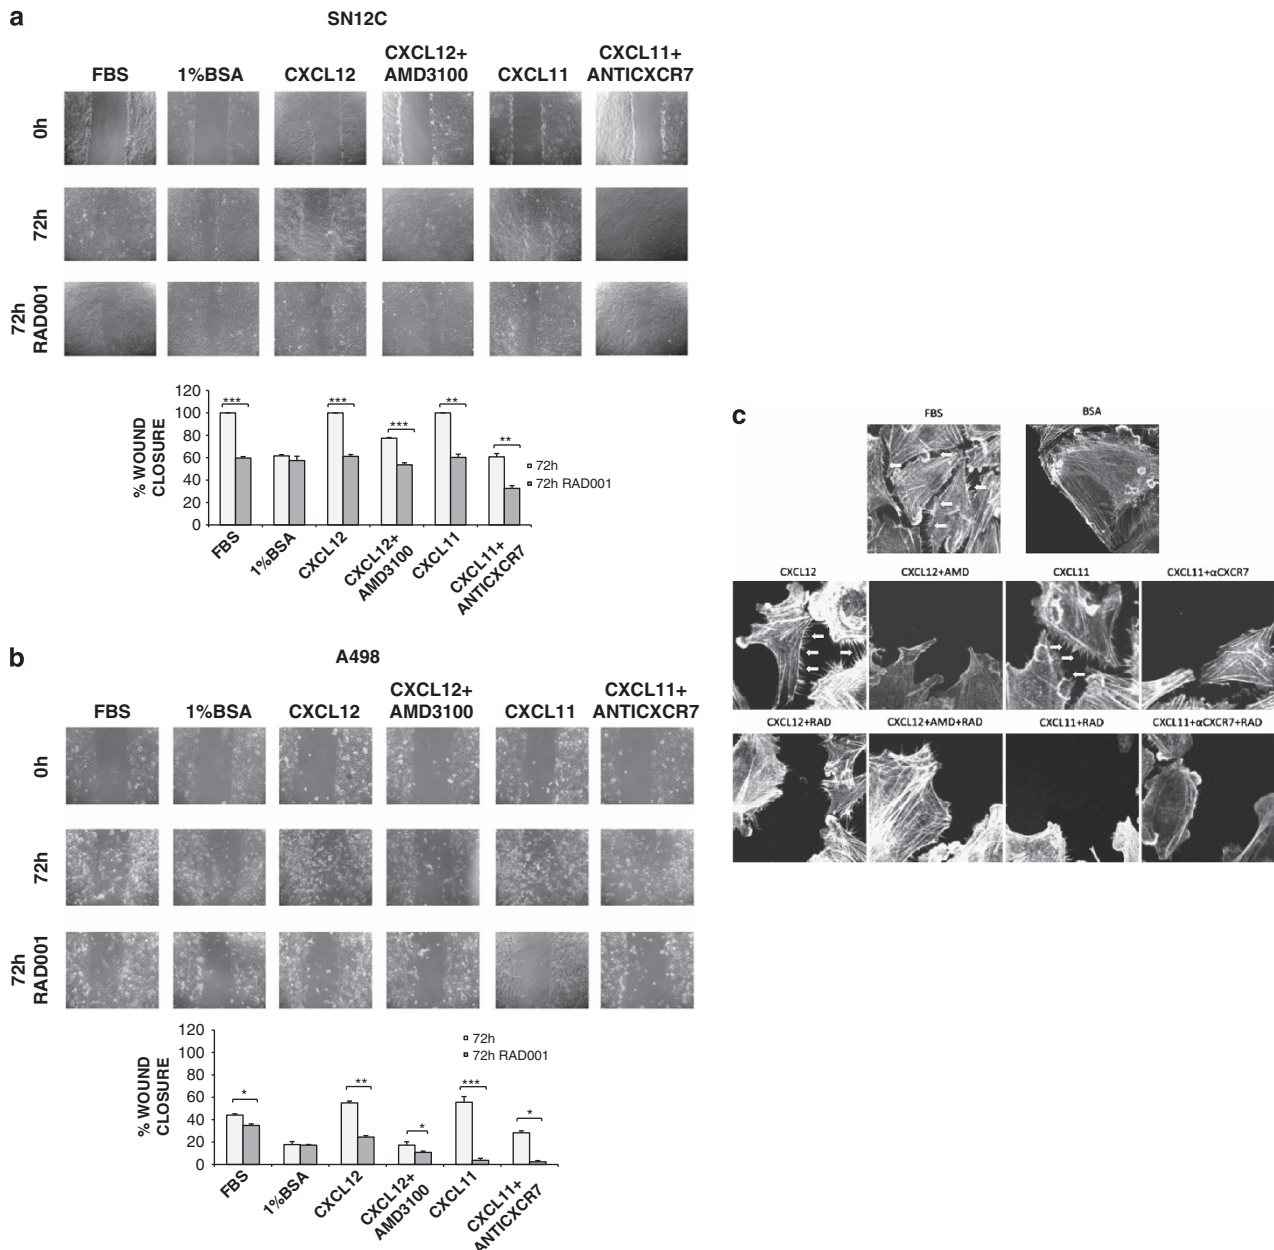 a
SN12C
FBS
1%BSA
CXCL12
CXCL12+
AMD3100
CXCL11
CXCL11+
ANTICXCR7
0h
72h
72h
RAD001
% WOUND
CLOSURE
120
100
80
60
40
20
0
***
***
***
**
**
72h
72h RAD001
FBS
1%BSA
CXCL12
CXCL12+
AMD3100
CXCL11
CXCL11+
ANTICXCR7
b
A498
FBS
1%BSA
CXCL12
CXCL12+
AMD3100
CXCL11
CXCL11+
ANTICXCR7
0h
72h
72h
RAD001
% WOUND
CLOSURE
120
100
80
60
40
20
0
*
**
*
***
*
72h
72h RAD001
FBS
1%BSA
CXCL12
CXCL12+
AMD3100
CXCL11
CXCL11+
ANTICXCR7
c
FBS
BSA
CXCL12
CXCL12+AMD
CXCL11
CXCL11+αCXCR7
CXCL12+RAD
CXCL12+AMD+RAD
CXCL11+RAD
CXCL11+αCXCR7+RAD